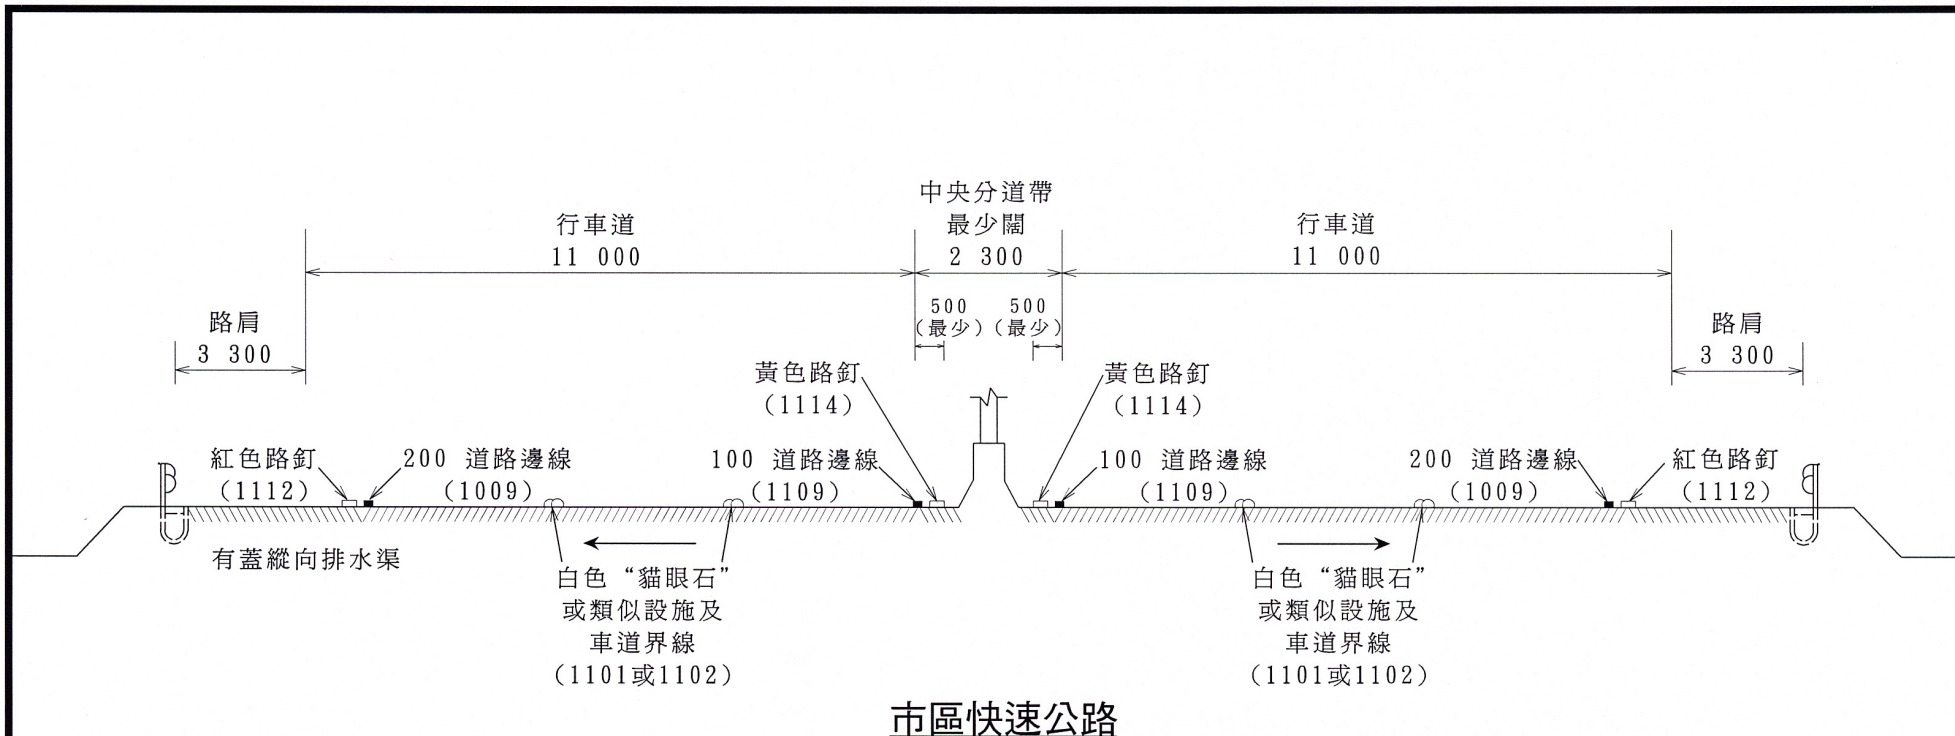 中央分道帶
最少闊
2 300
行車道
11 000
行車道
11 000
500
(最少)
500
(最少)
路肩
3 300
路肩
3 300
黃色路釘
(1114)
黃色路釘
(1114)
紅色路釘
(1112)
200 道路邊線
(1009)
100 道路邊線
(1109)
100 道路邊線
(1109)
200 道路邊線
(1009)
紅色路釘
(1112)
有蓋縱向排水渠
白色“貓眼石”
或類似設施及
車道界線
(1101或1102)
白色“貓眼石”
或類似設施及
車道界線
(1101或1102)
市區快速公路